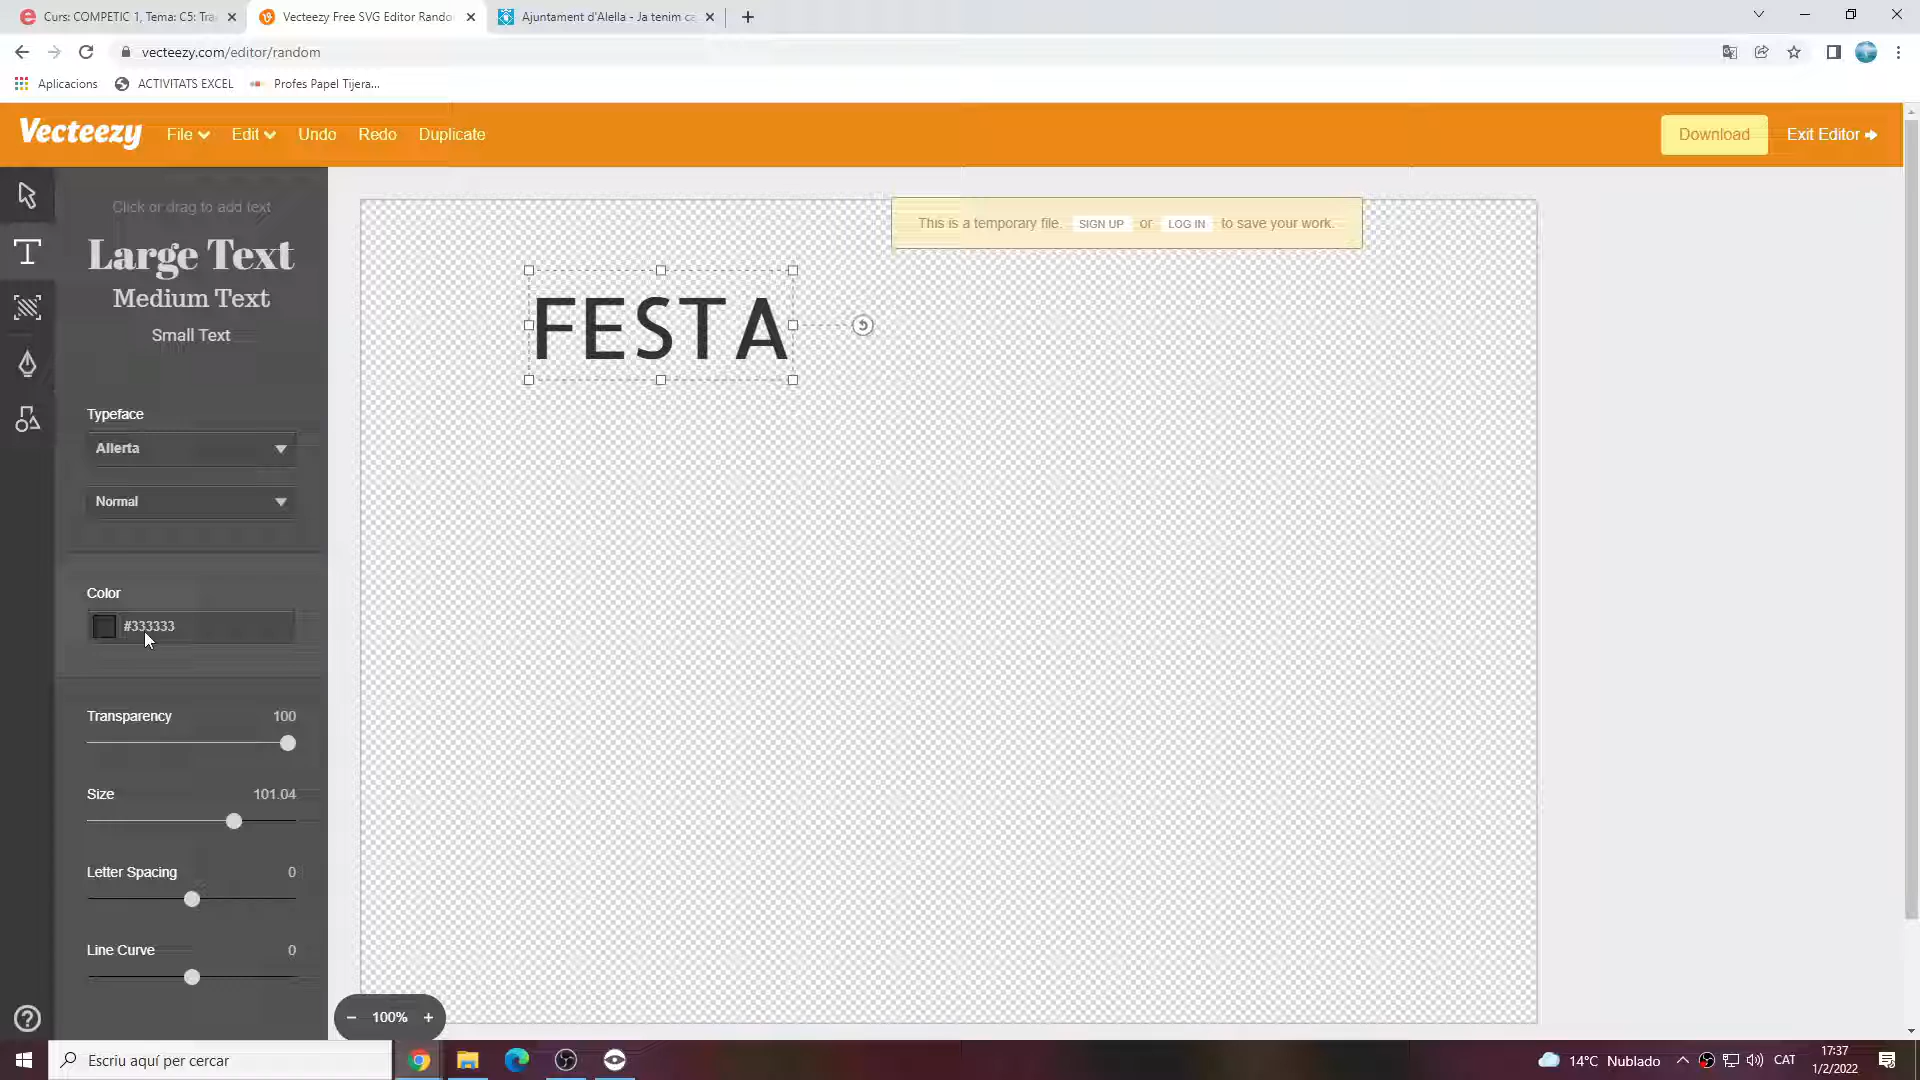 Curs: COMPETIC 1, Tema: C5: Tra
Vecteezy Free SVG Editor Rando
Ajuntament d'Alella - Ja tenim ca
vecteezy.com/editor/random
Aplicacions
ACTIVITATS EXCEL
Profes Papel Tijera...
Vecteezy
File
Edit
Undo
Redo
Duplicate
Download
Exit Editor
Click or drag to add text
Large Text
Medium Text
Small Text
This is a temporary file. SIGN UP or LOG IN to save your work.
FESTA
Typeface
Allerta
Normal
Color
#333333
Transparency 100
Size 101.04
Letter Spacing 0
Line Curve 0
− 100% +
Escriu aquí per cercar
14°C Nublado
CAT
17:37
1/2/2022